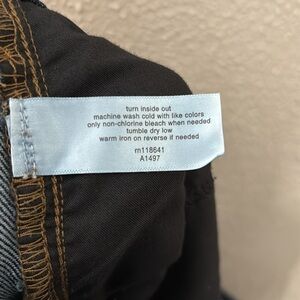 turn inside out
machine wash cold with like colors
only non-chlorine bleach when needed
tumble dry low
warm iron on reverse if needed
rn118641
A1497